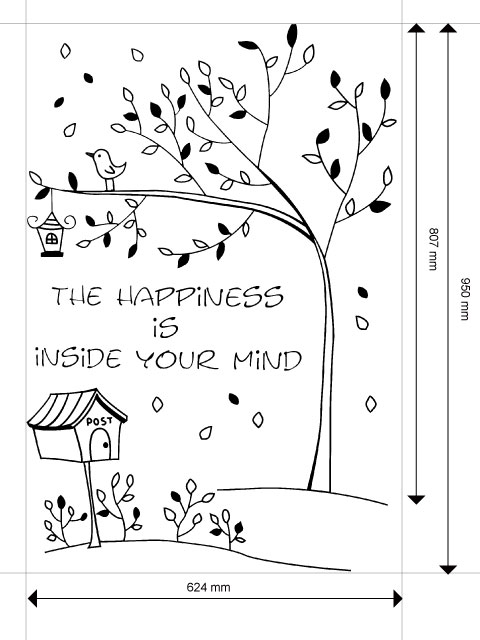 THE HAPPiNESS
iS
iNSiDE YOUR MiND
POST
807 mm
950 mm
624 mm